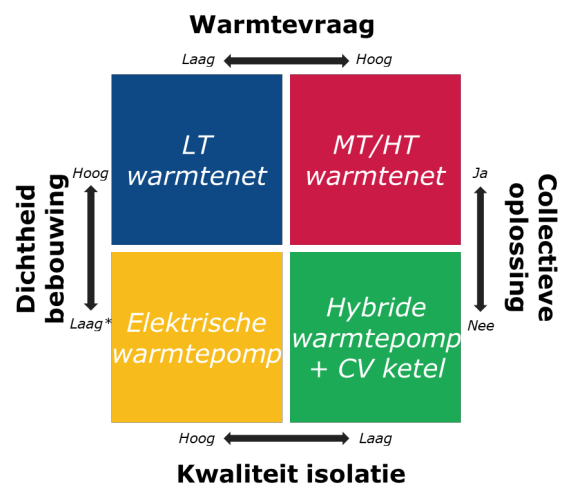 Warmtevraag
Laag
Hoog
LT
warmtenet
MT/HT
warmtenet
Hoog
Dichtheid
bebouwing
Laag*
Ja
Collectieve
oplossing
Nee
Elektrische
warmtepomp
Hybride
warmtepomp
+ CV ketel
Hoog
Laag
Kwaliteit isolatie